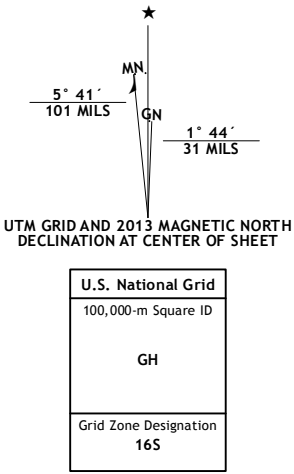 ★
MN.
5° 41´
101 MILS
GN
1° 44´
31 MILS
UTM GRID AND 2013 MAGNETIC NORTH
DECLINATION AT CENTER OF SHEET
U.S. National Grid
100,000-m Square ID
GH
Grid Zone Designation
16S